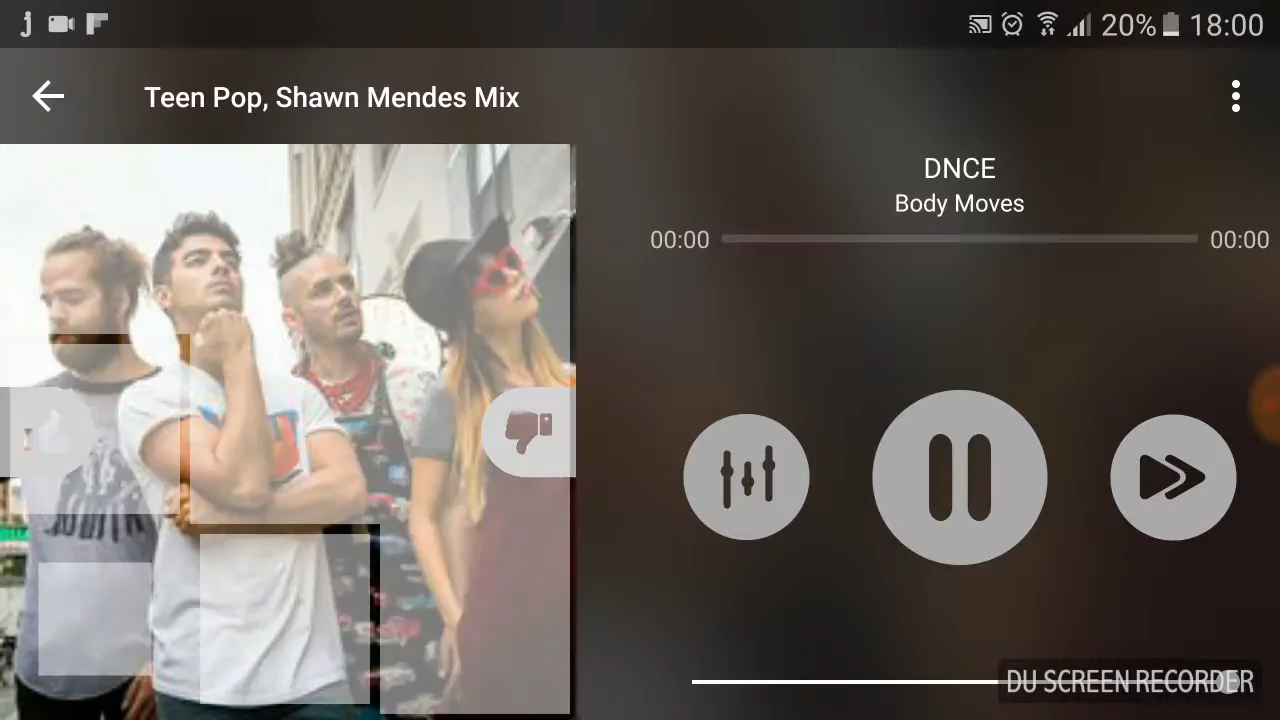 20% 18:00
Teen Pop, Shawn Mendes Mix
DNCE
Body Moves
00:00 00:00
DU SCREEN RECORDER